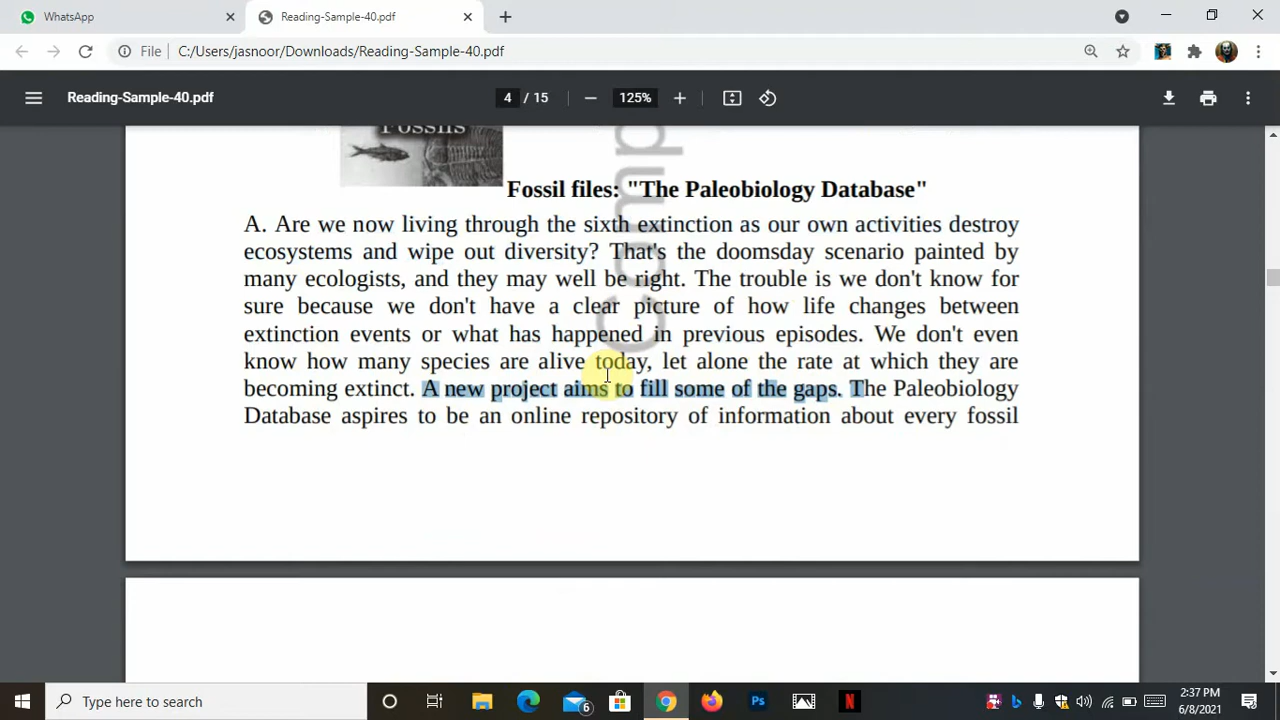 WhatsApp
Reading-Sample-40.pdf
File
C:/Users/jasnoor/Downloads/Reading-Sample-40.pdf
Reading-Sample-40.pdf
4 / 15
125%
Fossils
Comp
Fossil files: "The Paleobiology Database"
A. Are we now living through the sixth extinction as our own activities destroy
ecosystems and wipe out diversity? That's the doomsday scenario painted by
many ecologists, and they may well be right. The trouble is we don't know for
sure because we don't have a clear picture of how life changes between
extinction events or what has happened in previous episodes. We don't even
know how many species are alive today, let alone the rate at which they are
becoming extinct. A new project aims to fill some of the gaps. The Paleobiology
Database aspires to be an online repository of information about every fossil
Type here to search
6
Ps
N
2:37 PM
6/8/2021